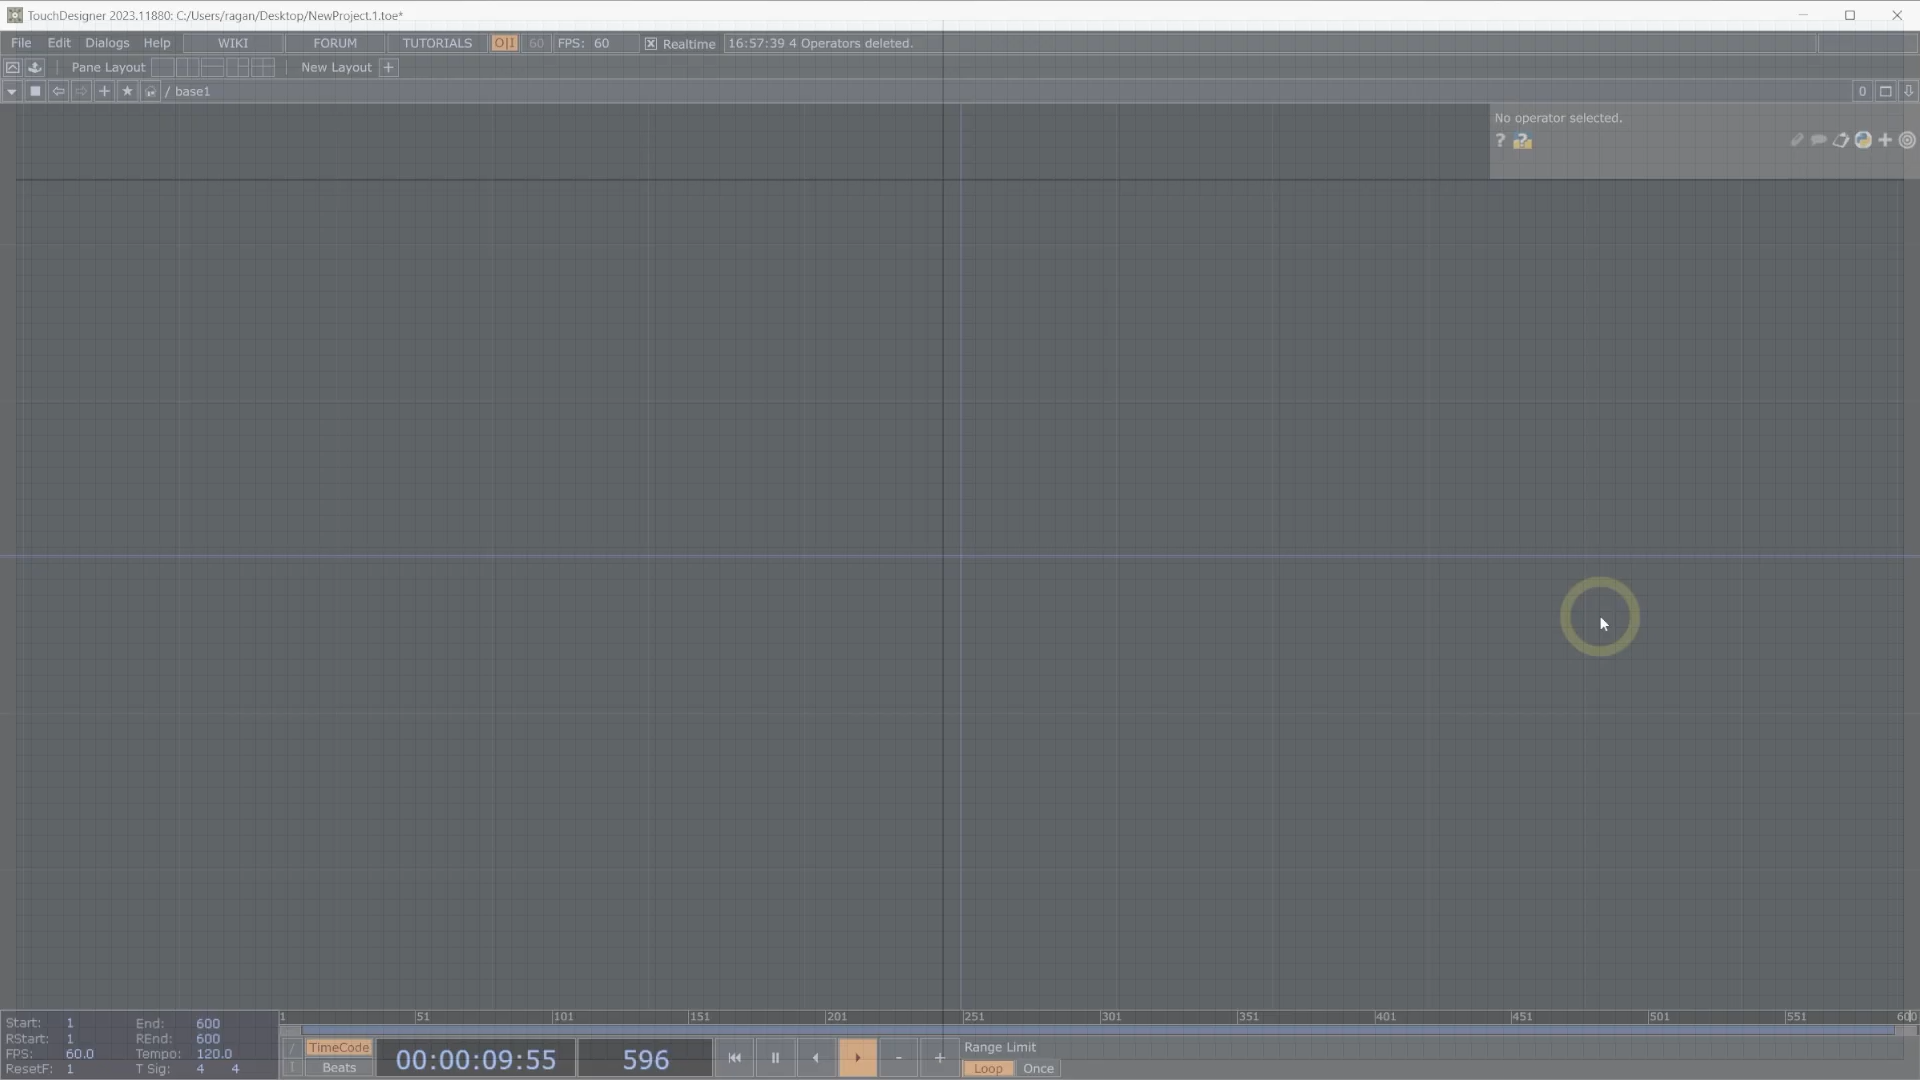 TouchDesigner 2023.11880: C:/Users/ragan/Desktop/NewProject.1.toe*
File Edit Dialogs Help WIKI FORUM TUTORIALS O|I 60 FPS: 60 Realtime 16:57:39 4 Operators deleted.
Pane Layout New Layout +
/ base1 0
No operator selected.
1 51 101 151 201 251 301 351 401 451 501 551 600
Start: 1 End: 600
RStart: 1 REnd: 600
FPS: 60.0 Tempo: 120.0
ResetF: 1 T Sig: 4 4
TimeCode
Beats
00:00:09:55 596
Range Limit
Loop Once